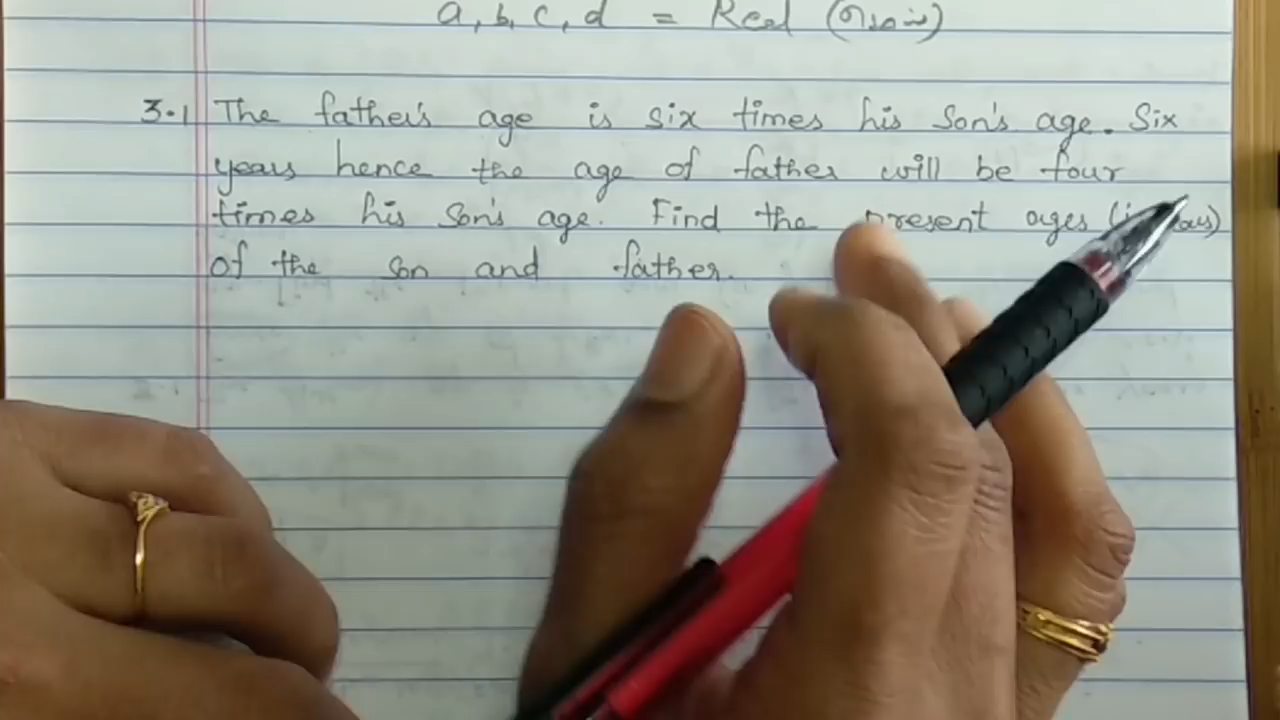 a, b, c, d = Real
3.1 The father's age is six times his Son's age. Six
years hence the age of father will be four
times his Son's age. Find the present ages
of the son and father.